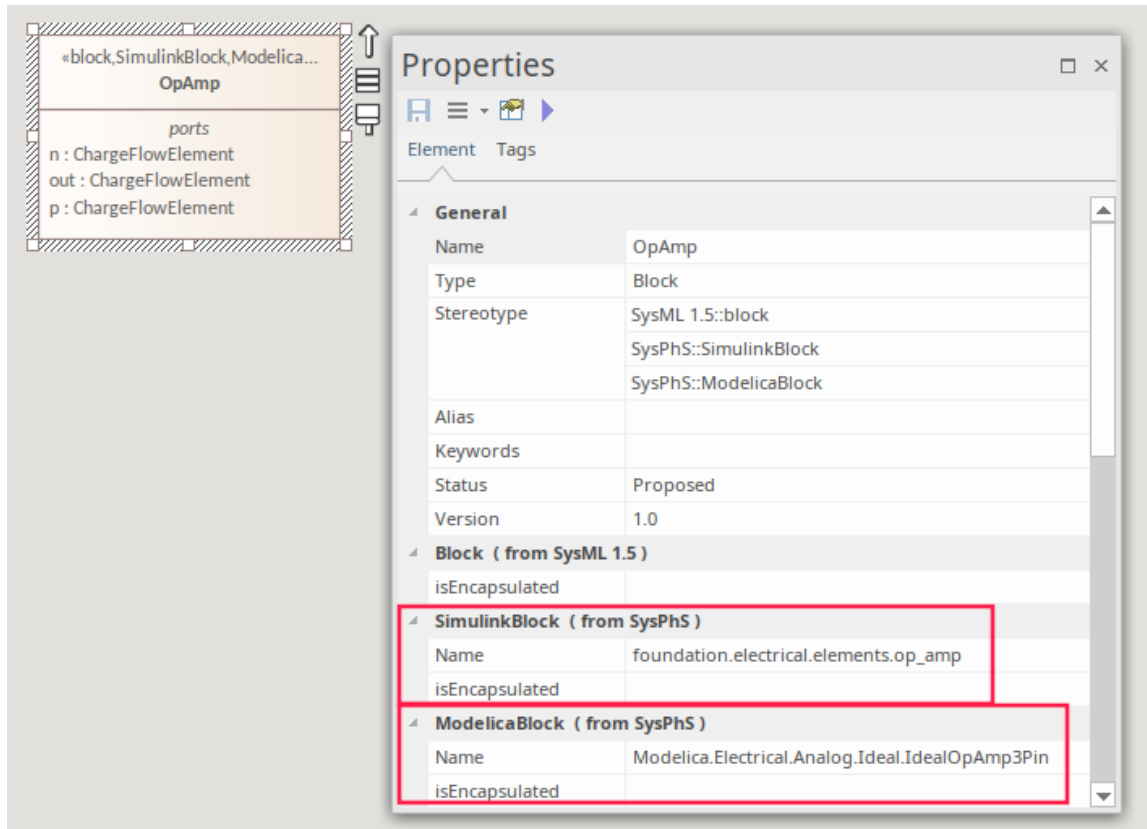 «block,SimulinkBlock,Modelica...
OpAmp
ports
n : ChargeFlowElement
out : ChargeFlowElement
p : ChargeFlowElement
Properties
Element Tags
General
Name OpAmp
Type Block
Stereotype SysML 1.5::block
SysPhS::SimulinkBlock
SysPhS::ModelicaBlock
Alias
Keywords
Status Proposed
Version 1.0
Block ( from SysML 1.5 )
isEncapsulated
SimulinkBlock ( from SysPhS )
Name foundation.electrical.elements.op_amp
isEncapsulated
ModelicaBlock ( from SysPhS )
Name Modelica.Electrical.Analog.Ideal.IdealOpAmp3Pin
isEncapsulated